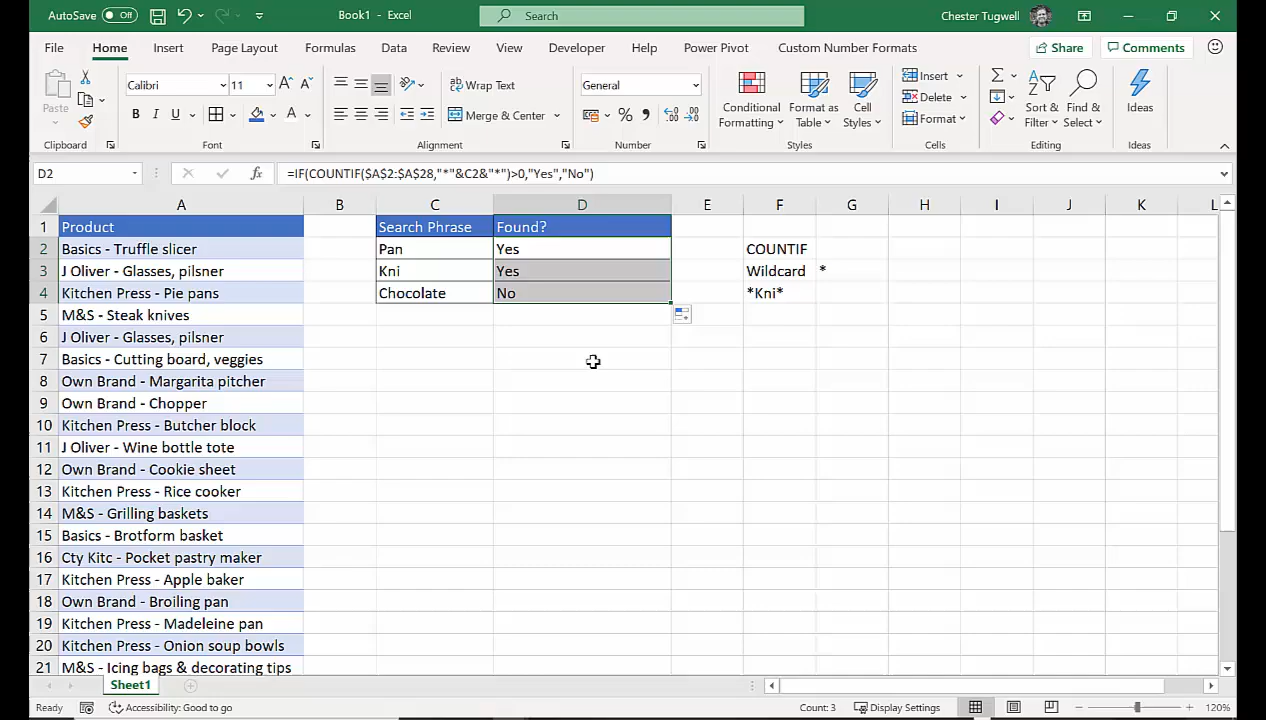 AutoSave Off Book1 - Excel Search Chester Tugwell
File Home Insert Page Layout Formulas Data Review View Developer Help Power Pivot Custom Number Formats Share Comments
Paste Calibri 11 A A Wrap Text General Conditional Formatting Format as Table Cell Styles Insert Delete Format Sort & Filter Find & Select Ideas
B I U A Merge & Center % 9
Clipboard Font Alignment Number Styles Cells Editing Ideas
D2 fx =IF(COUNTIF($A$2:$A$28,"*"&C2&"*")>0,"Yes","No")
A B C D E F G H I J K L
1 Product Search Phrase Found?
2 Basics - Truffle slicer Pan Yes COUNTIF
3 J Oliver - Glasses, pilsner Kni Yes Wildcard *
4 Kitchen Press - Pie pans Chocolate No *Kni*
5 M&S - Steak knives
6 J Oliver - Glasses, pilsner
7 Basics - Cutting board, veggies
8 Own Brand - Margarita pitcher
9 Own Brand - Chopper
10 Kitchen Press - Butcher block
11 J Oliver - Wine bottle tote
12 Own Brand - Cookie sheet
13 Kitchen Press - Rice cooker
14 M&S - Grilling baskets
15 Basics - Brotform basket
16 Cty Kitc - Pocket pastry maker
17 Kitchen Press - Apple baker
18 Own Brand - Broiling pan
19 Kitchen Press - Madeleine pan
20 Kitchen Press - Onion soup bowls
21 M&S - Icing bags & decorating tips
Sheet1
Ready Accessibility: Good to go Count: 3 Display Settings 120%